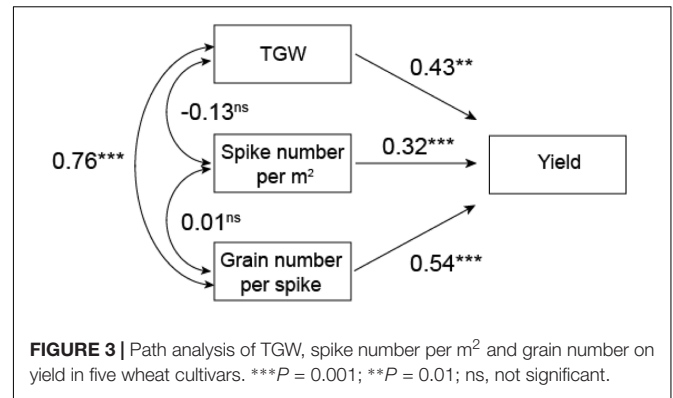 TGW
0.43**
-0.13ns
0.76***
Spike number
per m²
0.32***
Yield
0.01ns
Grain number
per spike
0.54***
FIGURE 3 | Path analysis of TGW, spike number per m² and grain number on
yield in five wheat cultivars. ***P = 0.001; **P = 0.01; ns, not significant.